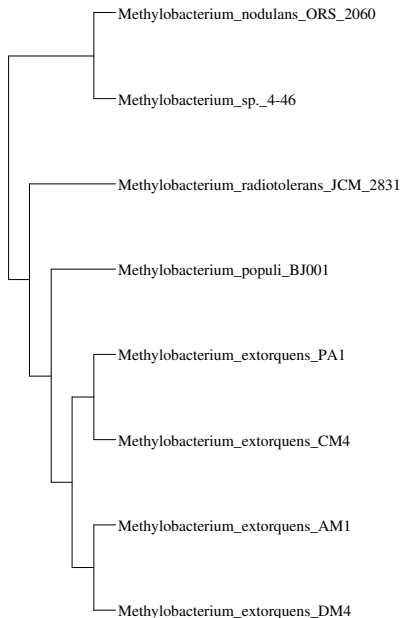 Methylobacterium_nodulans_ORS_2060
Methylobacterium_sp._4-46
Methylobacterium_radiotolerans_JCM_2831
Methylobacterium_populi_BJ001
Methylobacterium_extorquens_PA1
Methylobacterium_extorquens_CM4
Methylobacterium_extorquens_AM1
Methylobacterium_extorquens_DM4